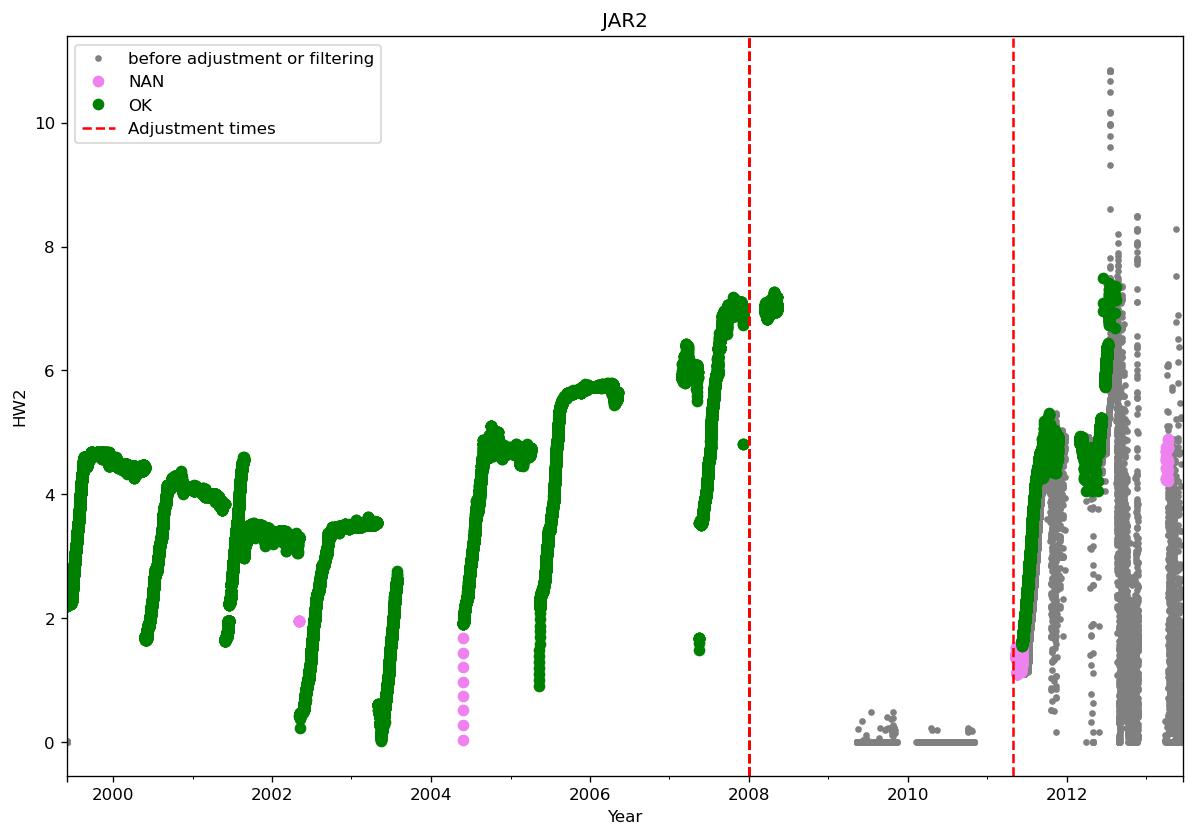 JAR2
before adjustment or filtering
NAN
OK
Adjustment times
10
8
6
4
2
0
HW2
2000 2002 2004 2006 2008 2010 2012
Year